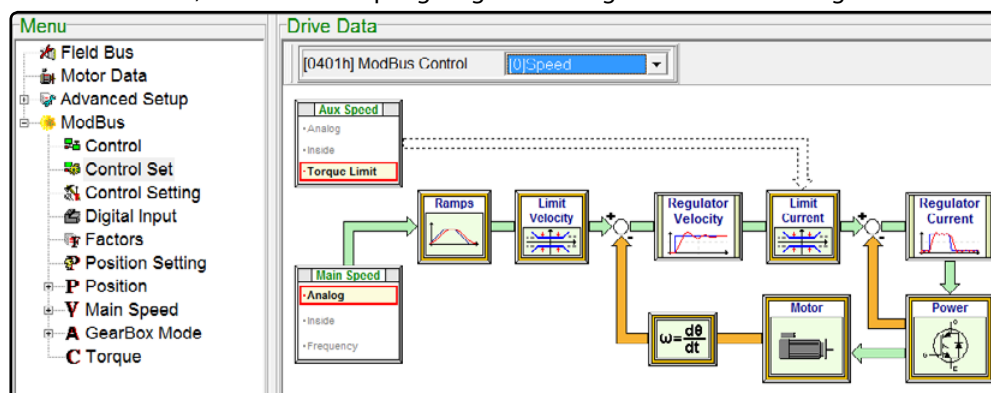 Menu
Field Bus
Motor Data
Advanced Setup
ModBus
Control
Control Set
Control Setting
Digital Input
Factors
Position Setting
P Position
V Main Speed
A GearBox Mode
C Torque
Drive Data
[0401h] ModBus Control [0]Speed
Aux Speed
Analog
Inside
Torque Limit
Ramps
Limit Velocity
+
-
Regulator Velocity
Limit Current
+
-
Regulator Current
Main Speed
Analog
Inside
Frequency
ω=dθ/dt
Motor
Power